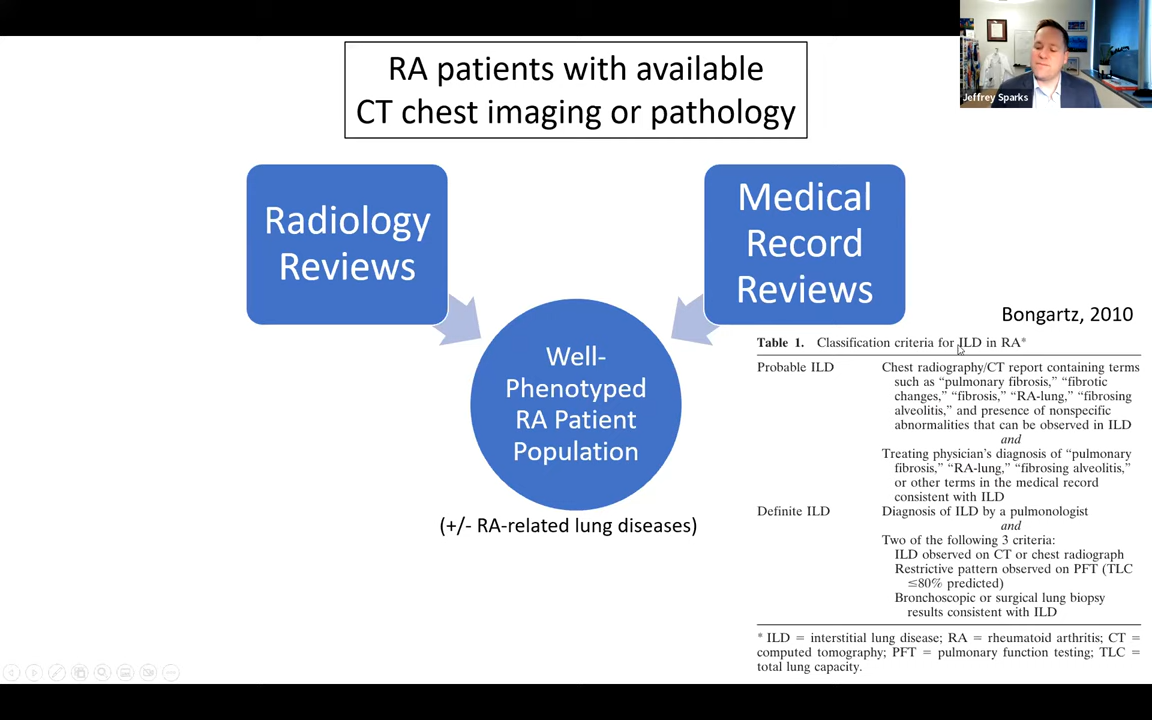 Jeffrey Sparks
RA patients with available
CT chest imaging or pathology
Radiology
Reviews
Medical
Record
Reviews
Well-
Phenotyped
RA Patient
Population
(+/- RA-related lung diseases)
Bongartz, 2010
Table 1. Classification criteria for ILD in RA*
Probable ILD Chest radiography/CT report containing terms
such as “pulmonary fibrosis,” “fibrotic
changes,” “fibrosis,” “RA-lung,” “fibrosing
alveolitis,” and presence of nonspecific
abnormalities that can be observed in ILD
and
Treating physician’s diagnosis of “pulmonary
fibrosis,” “RA-lung,” “fibrosing alveolitis,”
or other terms in the medical record
consistent with ILD
Definite ILD Diagnosis of ILD by a pulmonologist
and
Two of the following 3 criteria:
ILD observed on CT or chest radiograph
Restrictive pattern observed on PFT (TLC
≤80% predicted)
Bronchoscopic or surgical lung biopsy
results consistent with ILD
* ILD = interstitial lung disease; RA = rheumatoid arthritis; CT =
computed tomography; PFT = pulmonary function testing; TLC =
total lung capacity.